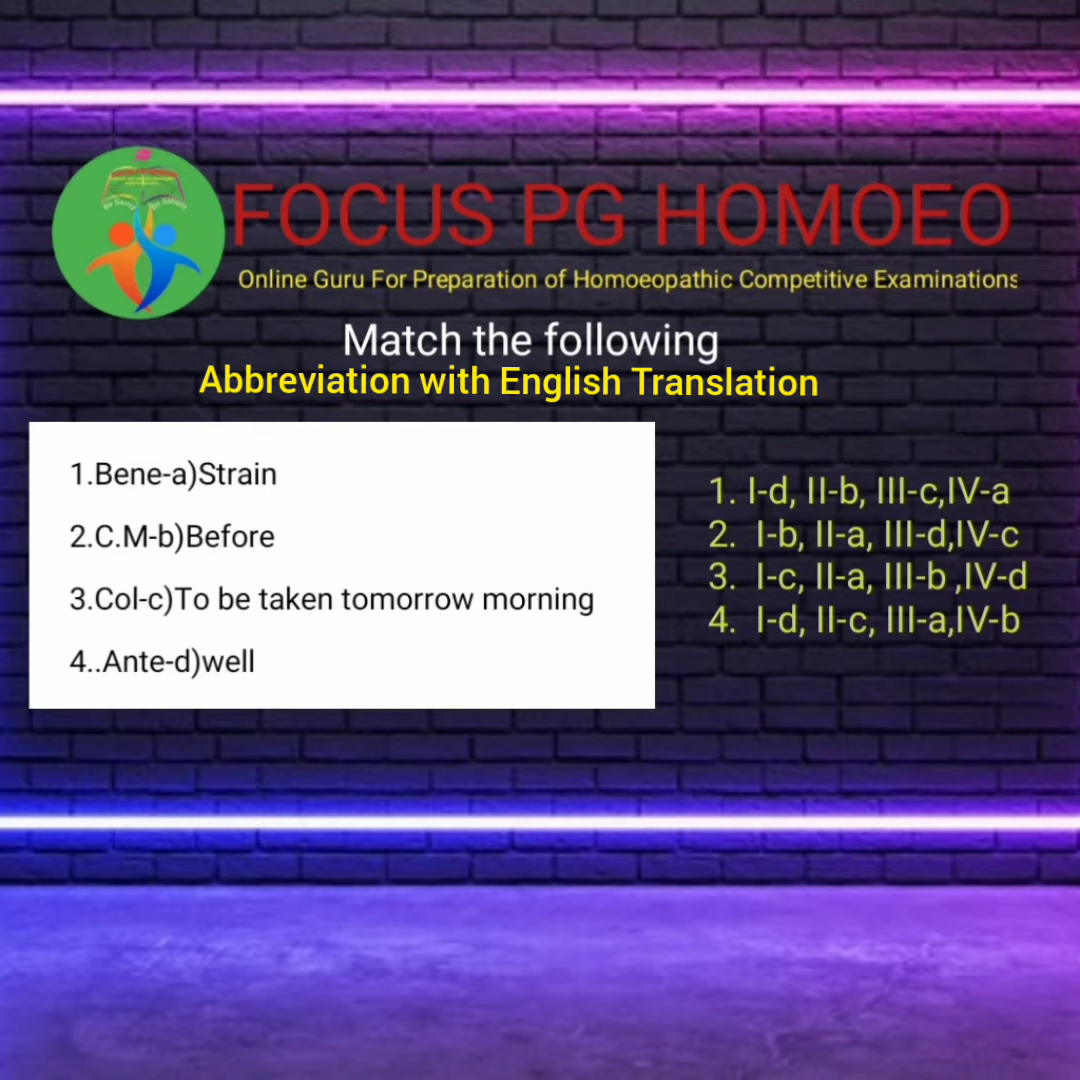 FOCUS PG HOMOEO
Online Guru For Preparation of Homoeopathic Competitive Examinations
Match the following
Abbreviation with English Translation
1.Bene-a)Strain
2.C.M-b)Before
3.Col-c)To be taken tomorrow morning
4..Ante-d)well
1. I-d, II-b, III-c,IV-a
2. I-b, II-a, III-d,IV-c
3. I-c, II-a, III-b ,IV-d
4. I-d, II-c, III-a,IV-b